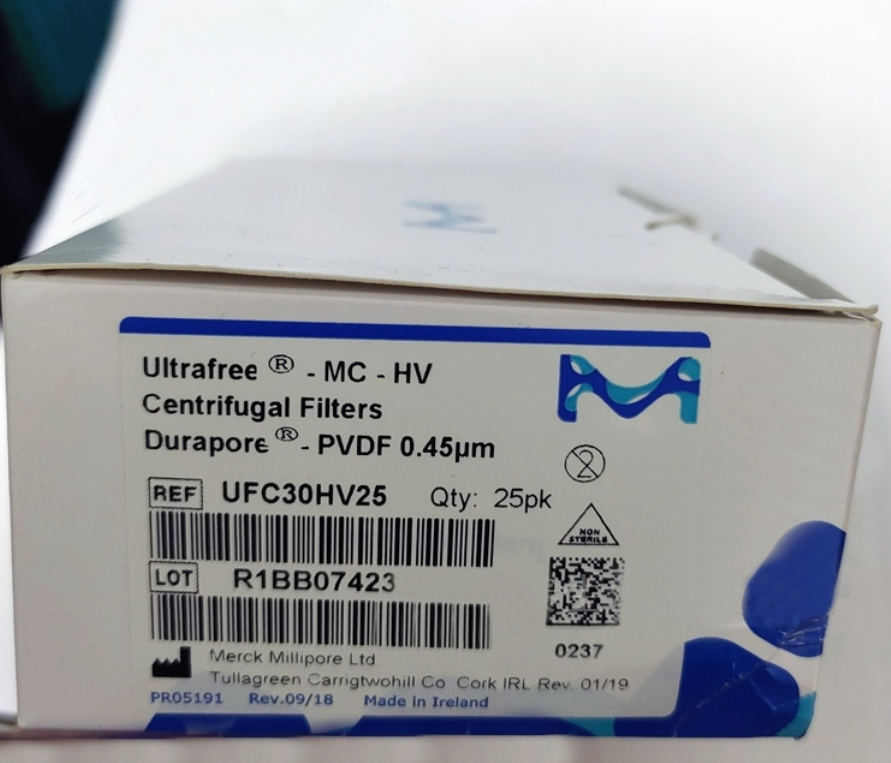 Ultrafree ® - MC - HV
Centrifugal Filters
Durapore ® - PVDF 0.45µm
REF UFC30HV25 Qty: 25pk
2
NON
STERILE
LOT R1BB07423
0237
Merck Millipore Ltd
Tullagreen Carrigtwohill Co Cork IRL Rev. 01/19
PR05191 Rev.09/18 Made in Ireland